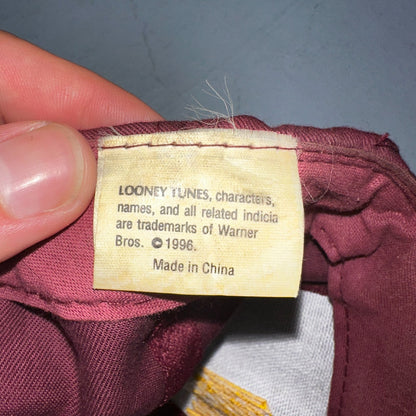 LOONEY TUNES, characters,
names, and all related indicia
are trademarks of Warner
Bros. ©1996.
Made in China